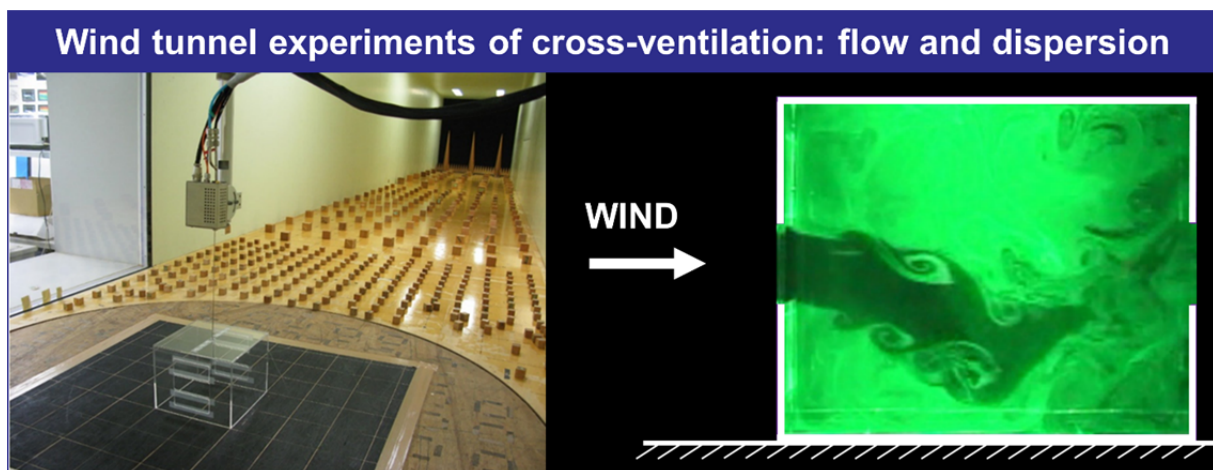 Wind tunnel experiments of cross-ventilation: flow and dispersion
WIND